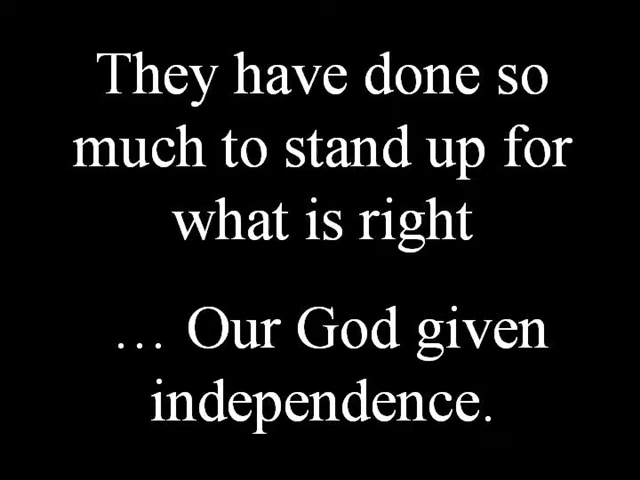 They have done so
much to stand up for
what is right
… Our God given
independence.